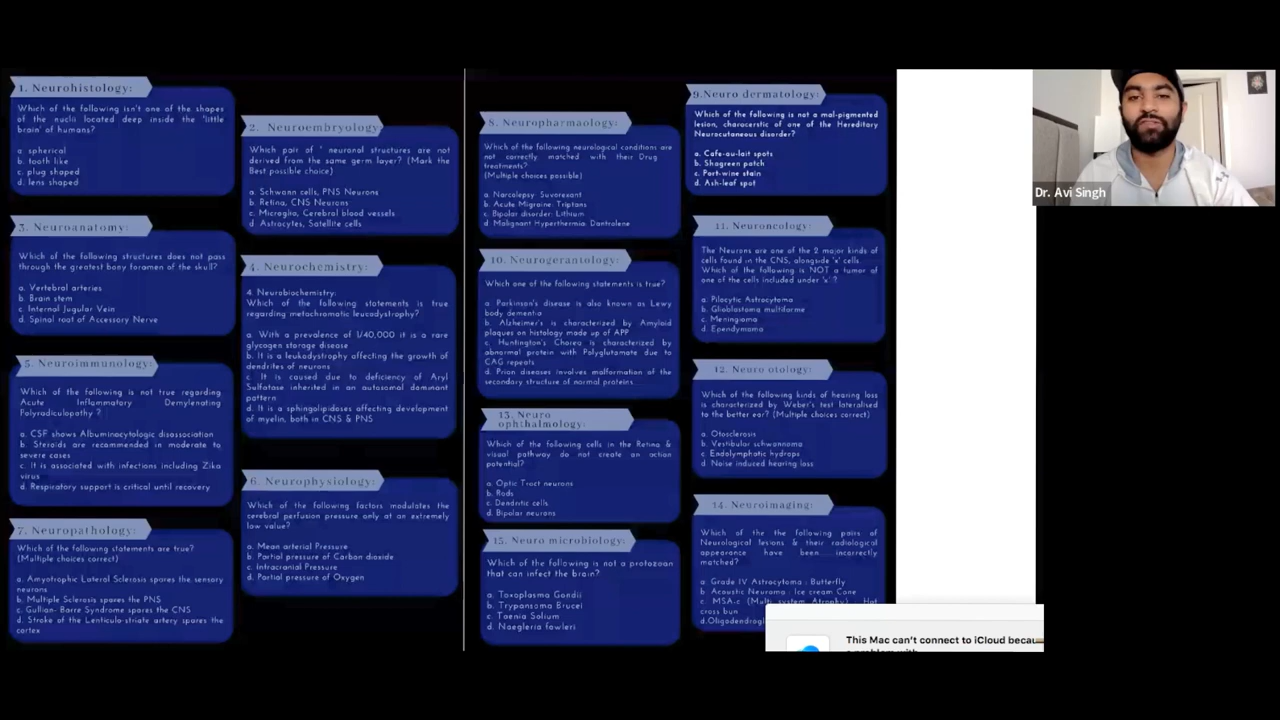 1. Neurohistology:
Which of the following isn't one of the shapes
of the nuclii located deep inside the 'little
brain' of humans?
a. spherical
b. tooth like
c. plug shaped
d. lens shaped
2. Neuroembryology
Which pair of " neuronal structures are not
derived from the same germ layer? (Mark the
Best possible choice)
a. Schwann cells, PNS Neurons
b. Retina, CNS Neurons
c. Microglia, Cerebral blood vessels
d. Astrocytes, Satellite cells
3. Neuroanatomy:
Which of the following structures does not pass
through the greatest bony foramen of the skull?
a. Vertebral arteries
b. Brain stem
c. Internal Jugular Vein
d. Spinal root of Accessory Nerve
4. Neurochemistry:
4. Neurobiochemistry:
Which of the following statements is true
regarding metochromatic leucodystrophy?
a. With a prevalence of 1/40,000 it is a rare
glycogen storage disease
b. It is a leukodystrophy affecting the growth of
dendrites of neurons
c. It is caused due to deficiency of Aryl
Sulfatase inherited in an autosomal dominant
pattern
d. It is a sphingolipidoses affecting development
of myelin, both in CNS & PNS
5. Neuroimmunology:
Which of the following is not true regarding
Acute Inflammatory Demylenating
Polyradiculopathy ?
a. CSF shows Albuminocytologic disassociation
b. Steroids are recommended in moderate to
severe cases
c. It is associated with infections including Zika
virus
d. Respiratory support is critical until recovery
6. Neurophysiology:
Which of the following factors modulates the
cerebral perfusion pressure only at an extremely
low value?
a. Mean arterial Pressure
b. Partial pressure of Carbon dioxide
c. Intracranial Pressure
d. Partial pressure of Oxygen
7. Neuropathology:
Which of the following statements are true?
(Multiple choices correct)
a. Amyotrophic Lateral Sclerosis spares the sensory
neurons
b. Multiple Sclerosis spares the PNS
c. Gullian- Barre Syndrome spares the CNS
d. Stroke of the Lenticulo-striate artery spares the
cortex
8. Neuropharmaology:
Which of the following neurological conditions are
not correctly matched with their Drug
treatments?
(Multiple choices possible)
a. Narcolepsy: Suvorexant
b. Acute Migraine: Triptans
c. Bipolar disorder: Lithium
d. Malignant Hyperthermia: Dantrolene
9.Neuro dermatology:
Which of the following is not a mal-pigmented
lesion, characterstic of one of the Hereditary
Neurocutaneous disorder?
a. Cafe-au-lait spots
b. Shagreen patch
c. Port-wine stain
d. Ash-leaf spot
10. Neurogerantology:
Which one of the following statements is true?
a. Parkinson's disease is also known as Lewy
body dementia
b. Alzheimer's is characterized by Amyloid
plaques on histology made up of APP
c. Huntington's Chorea is characterized by
abnormal protein with Polyglutamate due to
CAG repeats
d. Prion diseases involves malformation of the
secondary structure of normal proteins
11. Neuroncology:
The Neurons are one of the 2 major kinds of
cells found in the CNS, alongside 'x' cells.
Which of the following is NOT a tumor of
one of the cells included under 'x' ?
a: Pilocytic Astrocytoma
b: Glioblastoma multiforme
c: Meningioma
d: Ependymoma
12. Neuro otology:
Which of the following kinds of hearing loss
is characterized by Weber's test lateralised
to the better ear? (Multiple choices correct)
a. Otosclerosis
b. Vestibular schwannoma
c. Endolymphatic hydrops
d. Noise induced hearing loss
13. Neuro
ophthalmology:
Which of the following cells in the Retina &
visual pathway do not create an action
potential?
a. Optic Tract neurons
b. Rods
c. Dendritic cells
d. Bipolar neurons
14. Neuroimaging:
Which of the the following pairs of
Neurological lesions & their radiological
appearance have been incorrectly
matched?
a: Grade IV Astrocytoma : Butterfly
b: Acoustic Neuroma : Ice cream Cone
c: MSA-c (Multi system Atrophy) : Hot
cross bun
d.Oligodendrogl
15. Neuro microbiology:
Which of the following is not a protozoan
that can infect the brain?
a. Toxoplasma Gondii
b. Trypansoma Brucei
c. Taenia Solium
d. Naegleria fowleri
Dr. Avi Singh
This Mac can't connect to iCloud becau
a problem with